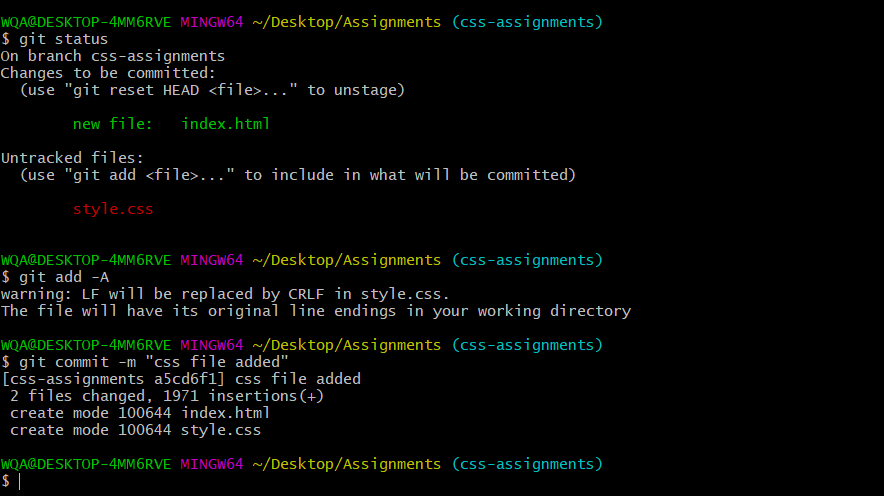 WQA@DESKTOP-4MM6RVE MINGW64 ~/Desktop/Assignments (css-assignments)
$ git status
On branch css-assignments
Changes to be committed:
  (use "git reset HEAD <file>..." to unstage)
        new file:   index.html
Untracked files:
  (use "git add <file>..." to include in what will be committed)
        style.css
WQA@DESKTOP-4MM6RVE MINGW64 ~/Desktop/Assignments (css-assignments)
$ git add -A
warning: LF will be replaced by CRLF in style.css.
The file will have its original line endings in your working directory
WQA@DESKTOP-4MM6RVE MINGW64 ~/Desktop/Assignments (css-assignments)
$ git commit -m "css file added"
[css-assignments a5cd6f1] css file added
 2 files changed, 1971 insertions(+)
 create mode 100644 index.html
 create mode 100644 style.css
WQA@DESKTOP-4MM6RVE MINGW64 ~/Desktop/Assignments (css-assignments)
$